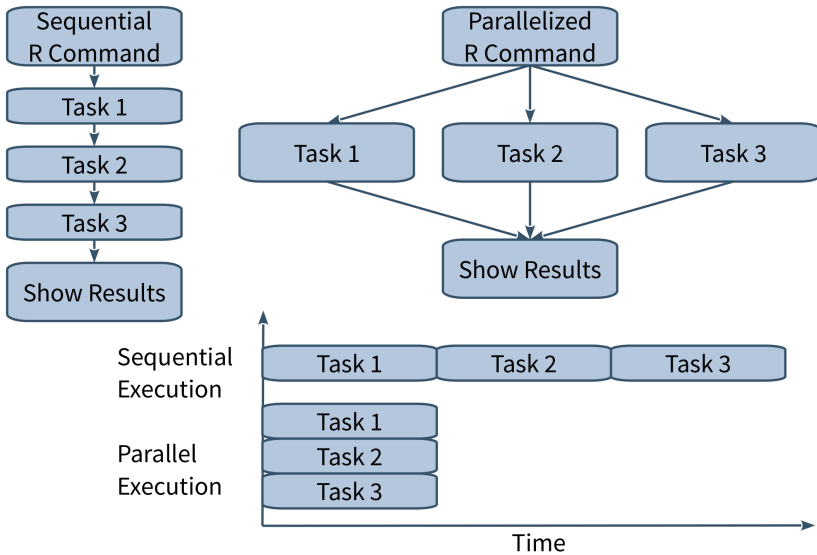 Sequential
R Command
Task 1
Task 2
Task 3
Show Results
Parallelized
R Command
Task 1
Task 2
Task 3
Show Results
Sequential
Execution
Task 1
Task 2
Task 3
Parallel
Execution
Task 1
Task 2
Task 3
Time